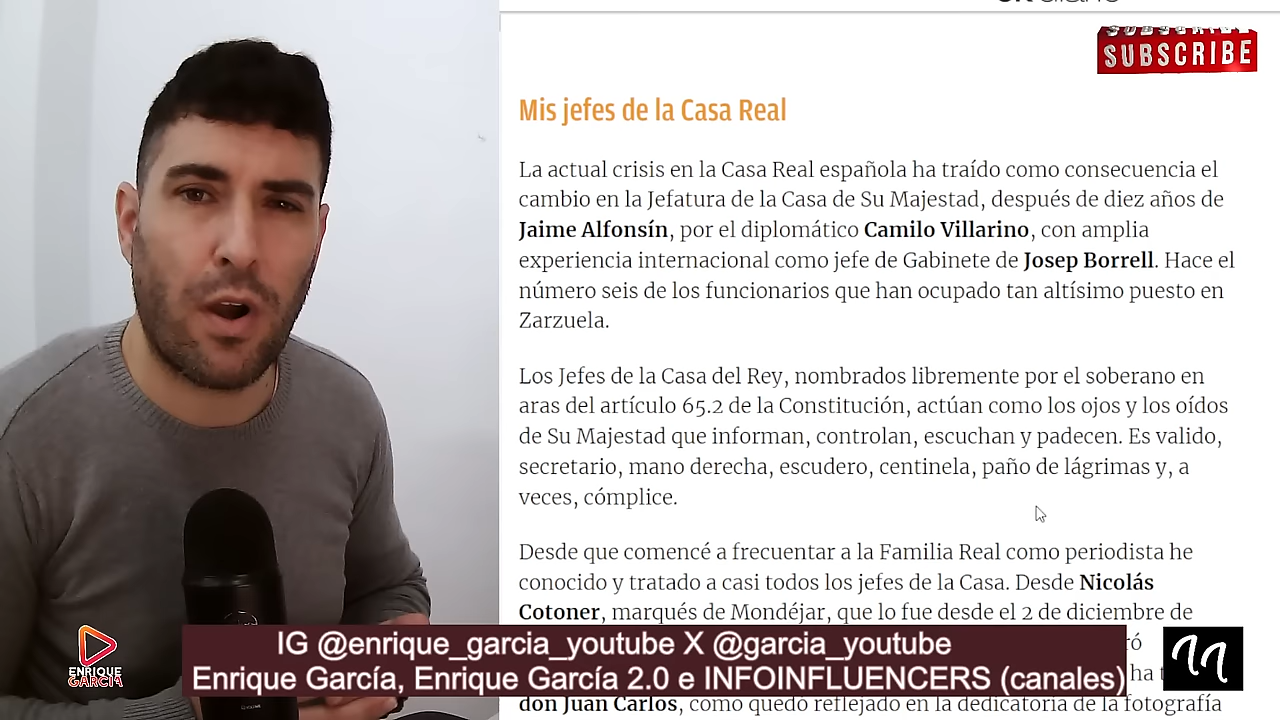 SUBSCRIBE
Mis jefes de la Casa Real
La actual crisis en la Casa Real española ha traído como consecuencia el
cambio en la Jefatura de la Casa de Su Majestad, después de diez años de
Jaime Alfonsín, por el diplomático Camilo Villarino, con amplia
experiencia internacional como jefe de Gabinete de Josep Borrell. Hace el
número seis de los funcionarios que han ocupado tan altísimo puesto en
Zarzuela.
Los Jefes de la Casa del Rey, nombrados libremente por el soberano en
aras del artículo 65.2 de la Constitución, actúan como los ojos y los oídos
de Su Majestad que informan, controlan, escuchan y padecen. Es valido,
secretario, mano derecha, escudero, centinela, paño de lágrimas y, a
veces, cómplice.
Desde que comencé a frecuentar a la Familia Real como periodista he
conocido y tratado a casi todos los jefes de la Casa. Desde Nicolás
Cotoner, marqués de Mondéjar, que lo fue desde el 2 de diciembre de
IG @enrique_garcia_youtube X @garcia_youtube
Enrique García, Enrique García 2.0 e INFOINFLUENCERS (canales)
ha
don Juan Carlos, como quedó reflejado en la dedicatoria de la fotografía
ENRIQUE
GARCÍA